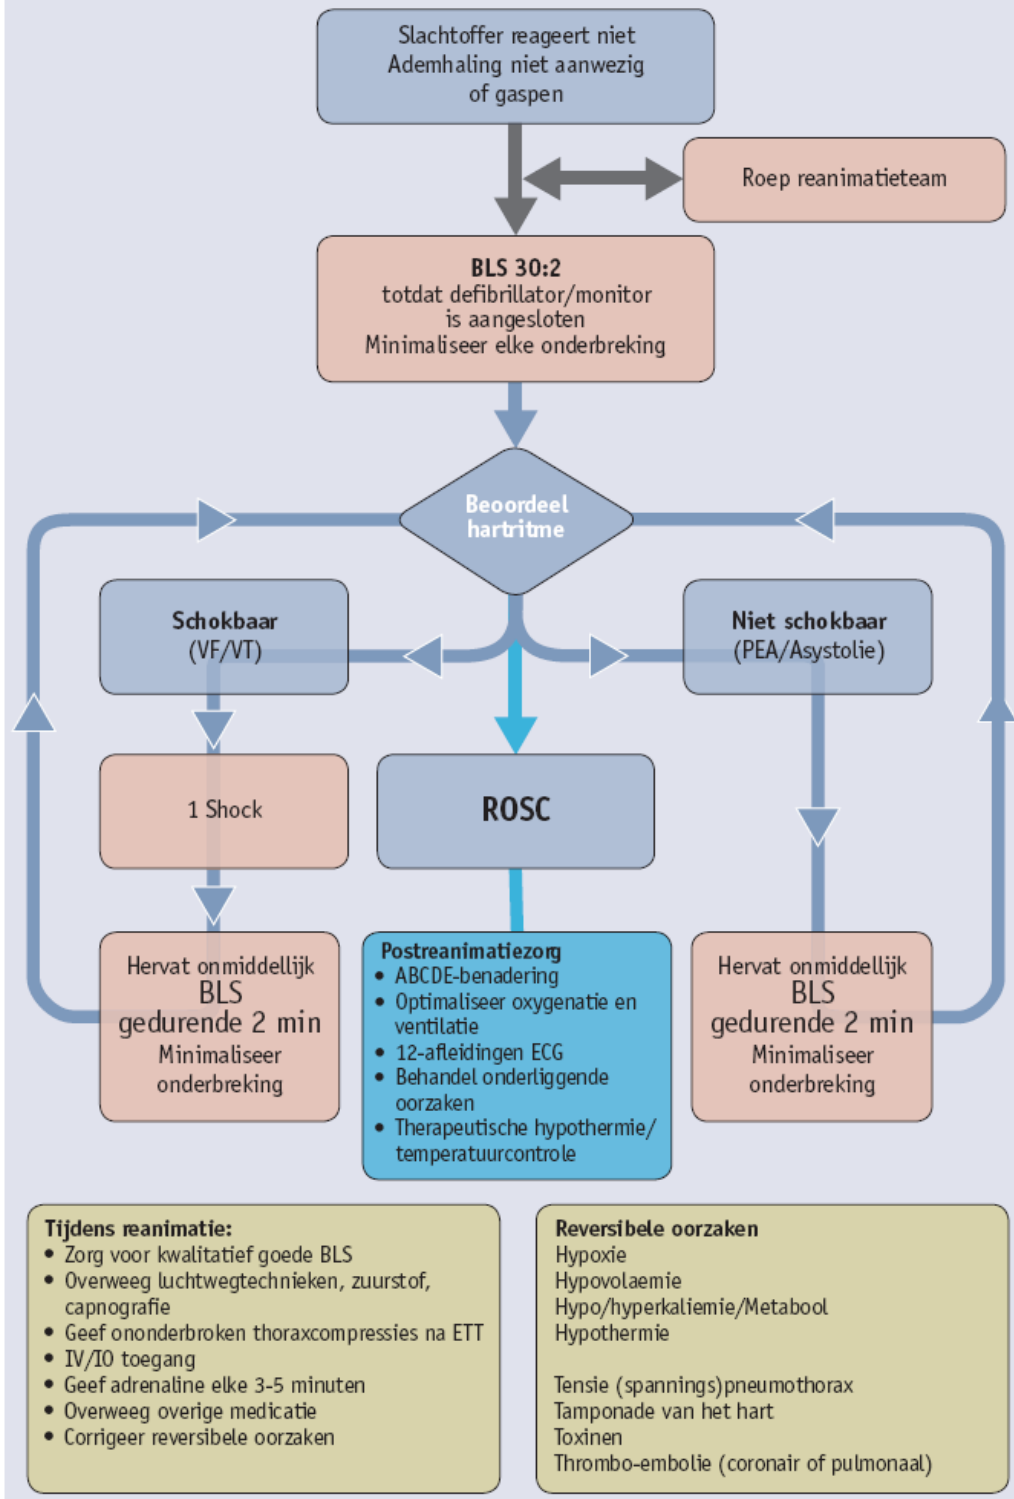 Slachtoffer reageert niet
Ademhaling niet aanwezig
of gaspen
Roep reanimatieteam
BLS 30:2
totdat defibrillator/monitor
is aangesloten
Minimaliseer elke onderbreking
Beoordeel
hartritme
Schokbaar
(VF/VT)
Niet schokbaar
(PEA/Asystolie)
1 Shock
ROSC
Hervat onmiddellijk
BLS
gedurende 2 min
Minimaliseer
onderbreking
Postreanimatiezorg
• ABCDE-benadering
• Optimaliseer oxygenatie en
ventilatie
• 12-afleidingen ECG
• Behandel onderliggende
oorzaken
• Therapeutische hypothermie/
temperatuurcontrole
Hervat onmiddellijk
BLS
gedurende 2 min
Minimaliseer
onderbreking
Tijdens reanimatie:
• Zorg voor kwalitatief goede BLS
• Overweeg luchtwegtechnieken, zuurstof,
capnografie
• Geef ononderbroken thoraxcompressies na ETT
• IV/IO toegang
• Geef adrenaline elke 3-5 minuten
• Overweeg overige medicatie
• Corrigeer reversibele oorzaken
Reversibele oorzaken
Hypoxie
Hypovolaemie
Hypo/hyperkaliemie/Metabool
Hypothermie
Tensie (spannings)pneumothorax
Tamponade van het hart
Toxinen
Thrombo-embolie (coronair of pulmonaal)